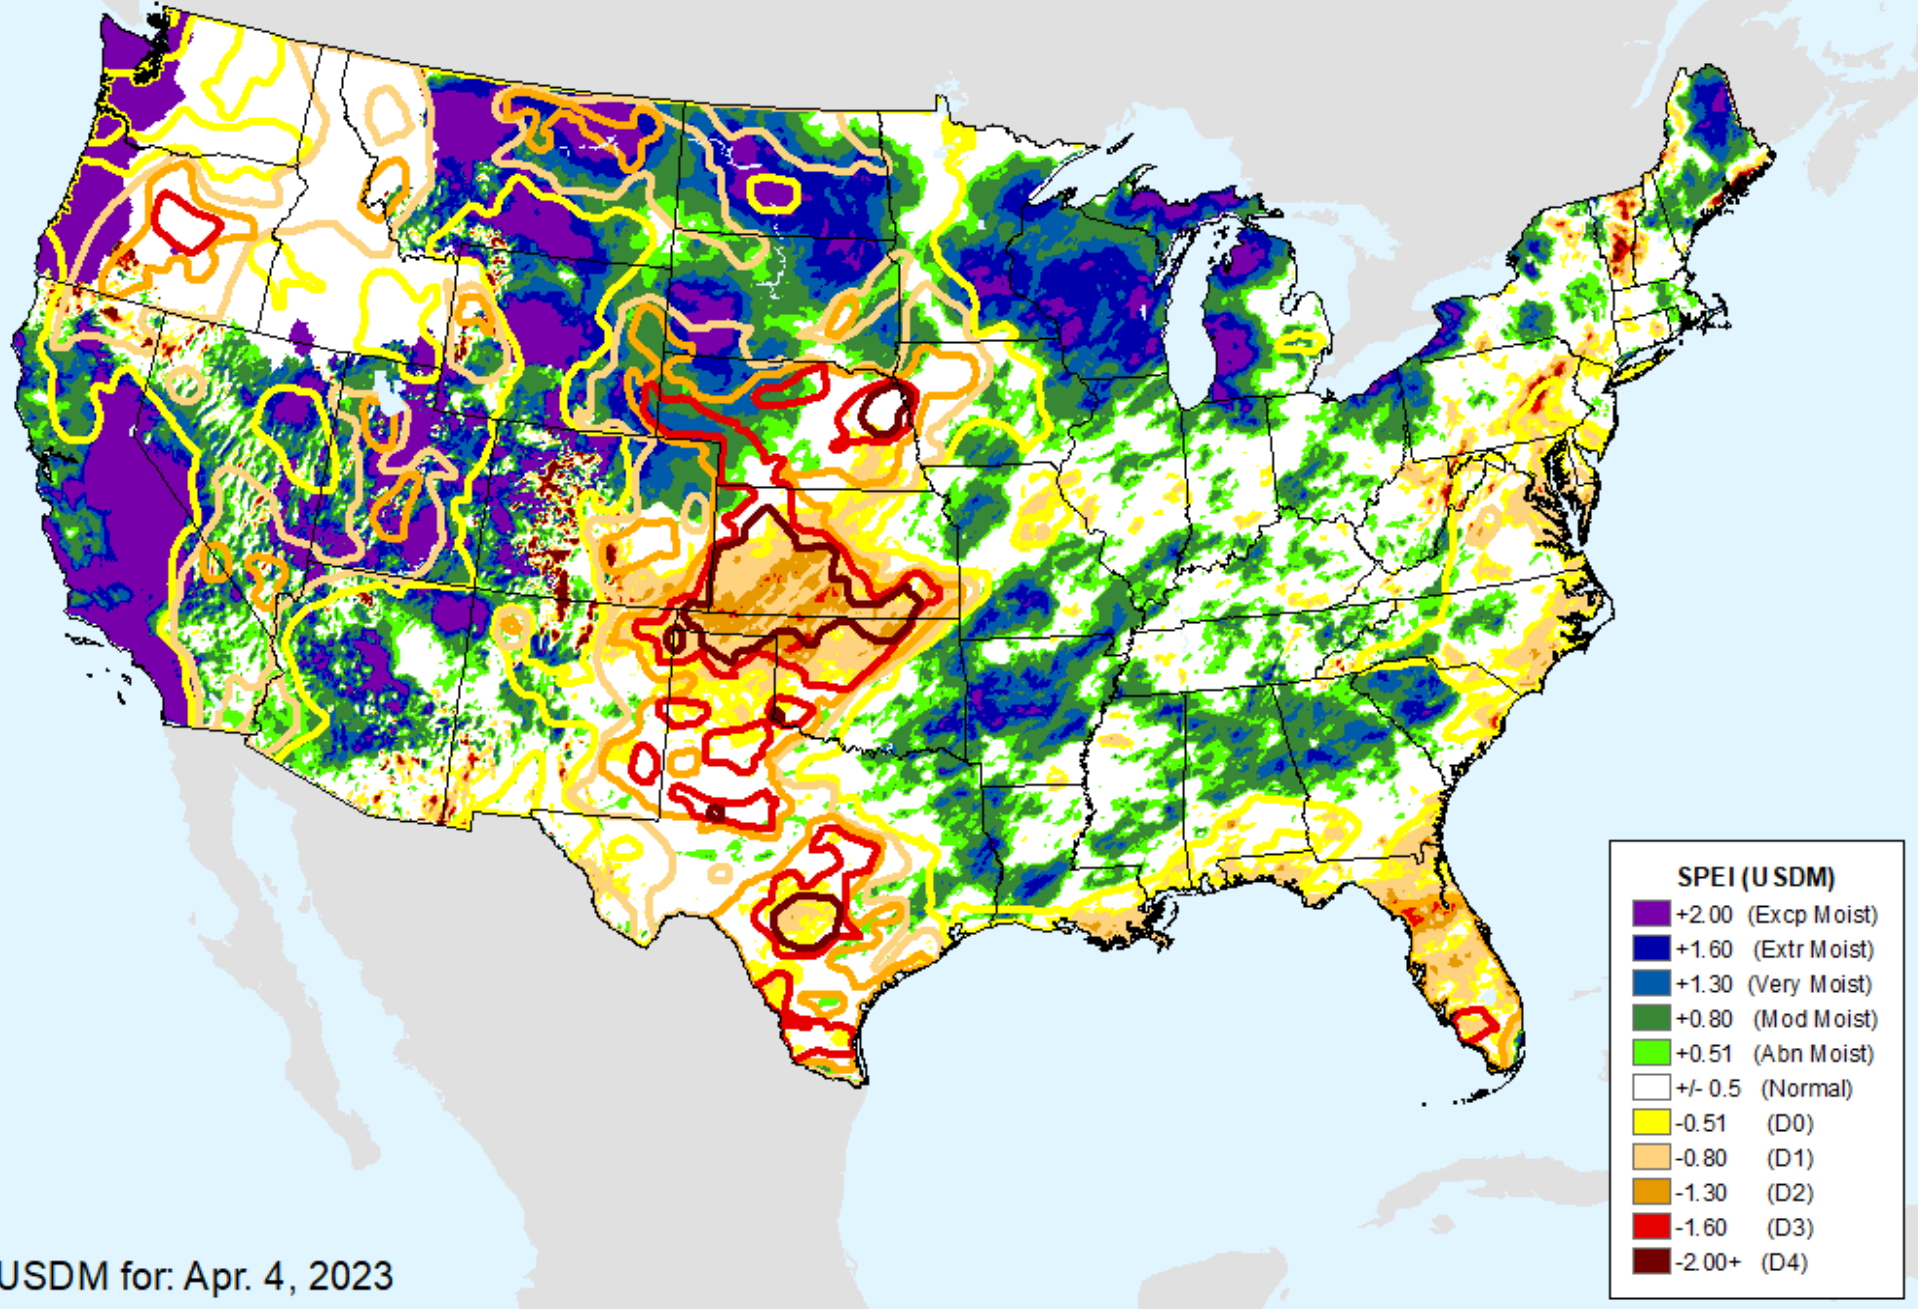 SPEI (USDM)
+2.00 (Excp Moist)
+1.60 (Extr Moist)
+1.30 (Very Moist)
+0.80 (Mod Moist)
+0.51 (Abn Moist)
+/- 0.5 (Normal)
-0.51 (D0)
-0.80 (D1)
-1.30 (D2)
-1.60 (D3)
-2.00+ (D4)
USDM for: Apr. 4, 2023